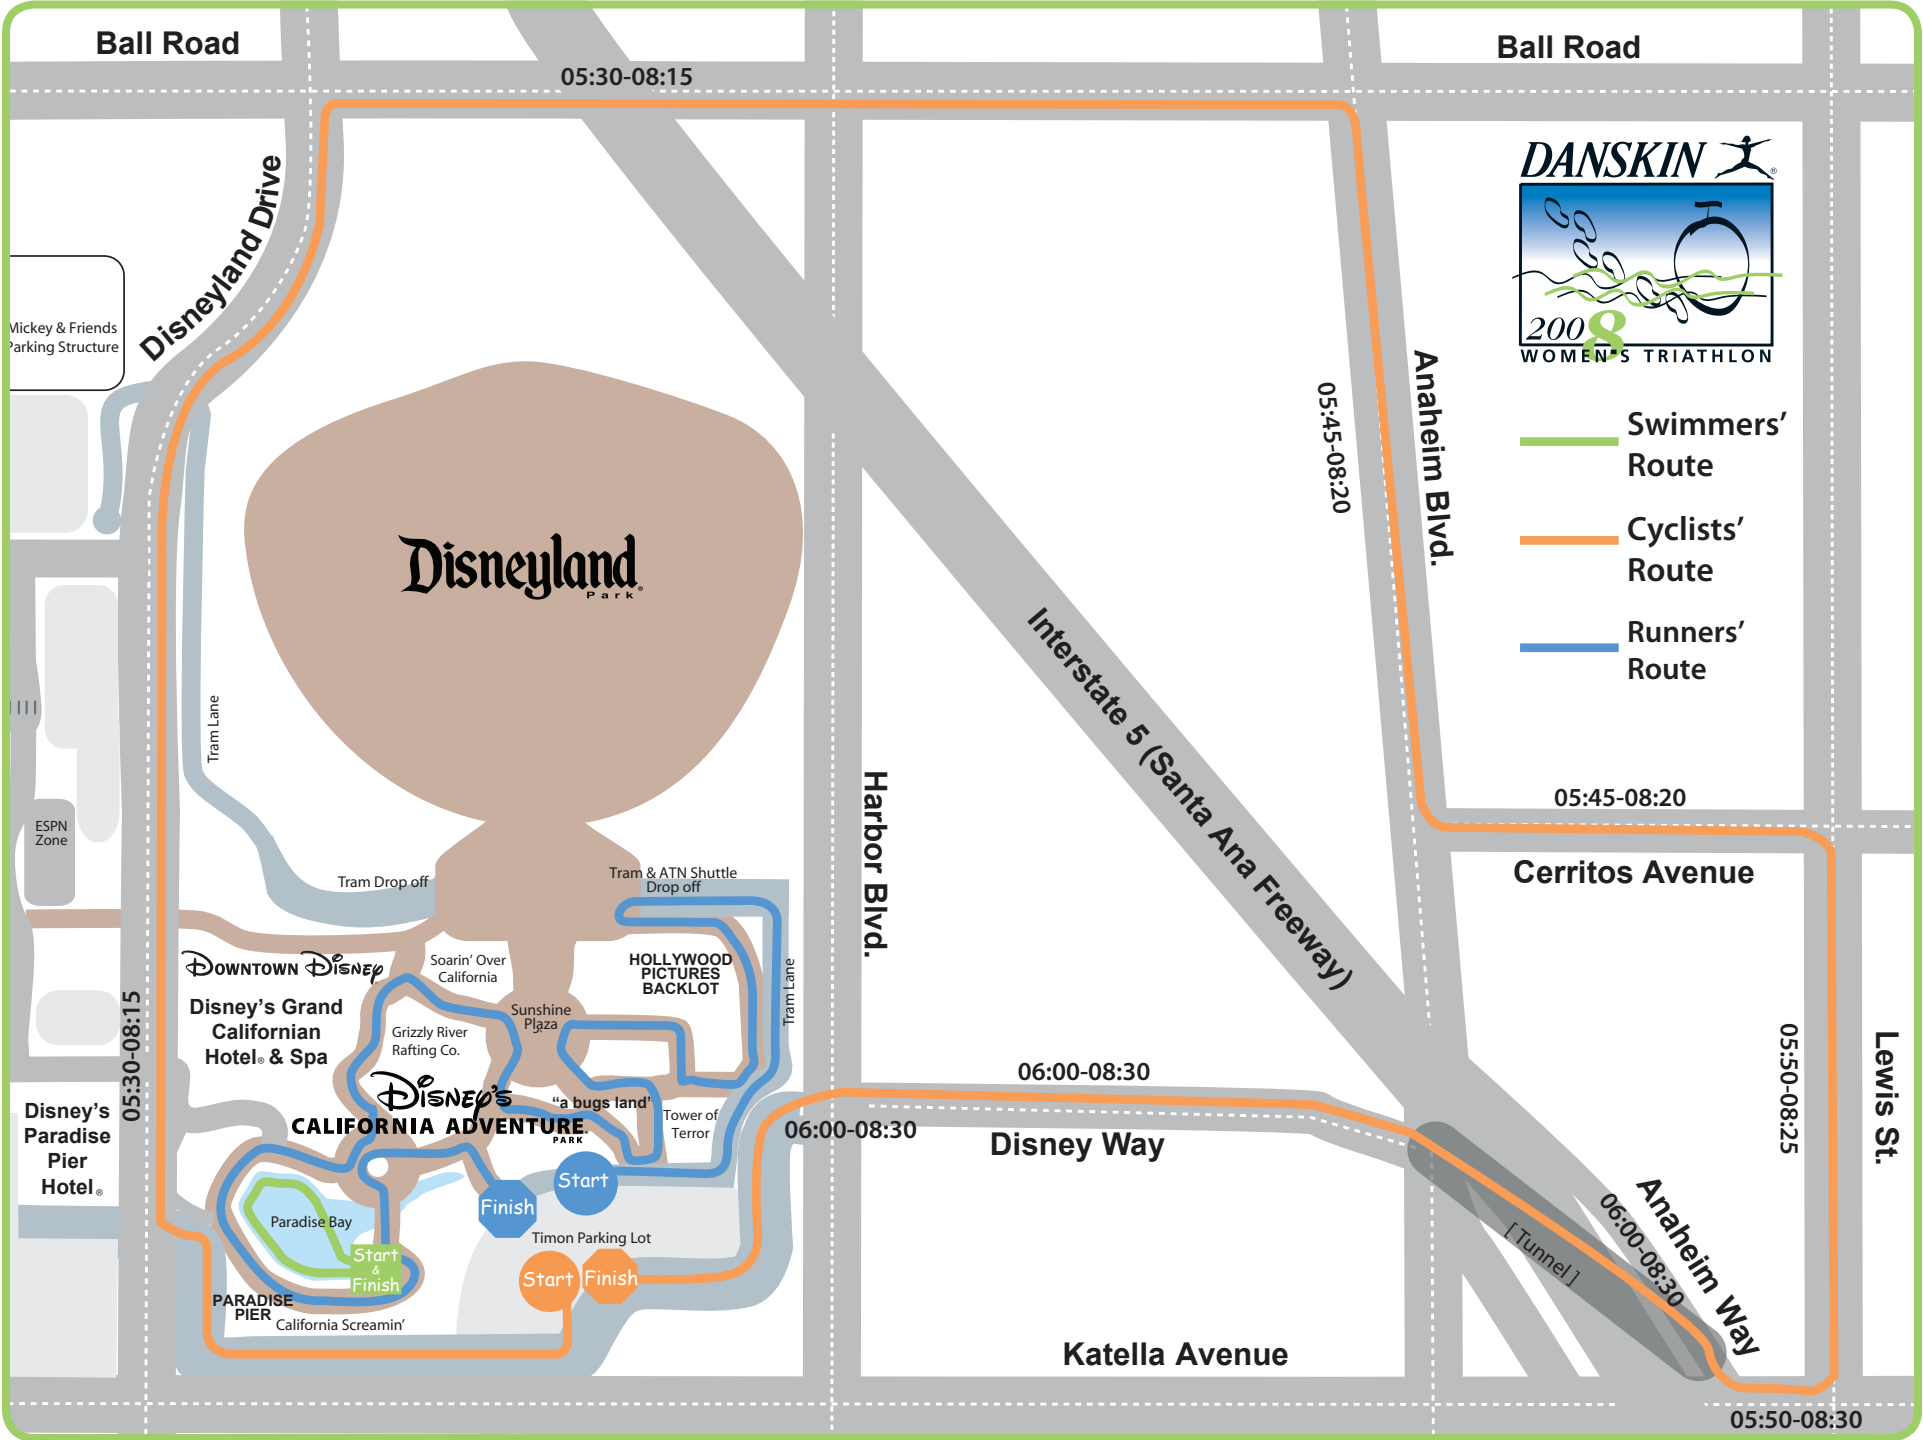 Ball Road
Ball Road
05:30-08:15
DANSKIN
®
2008
WOMEN'S TRIATHLON
Disneyland Drive
Mickey & Friends
Parking Structure
Anaheim Blvd.
05:45-08:20
Swimmers’
Route
Cyclists’
Route
Runners’
Route
Disneyland
Park
Interstate 5 (Santa Ana Freeway)
Tram Lane
Harbor Blvd.
05:45-08:20
Cerritos Avenue
ESPN
Zone
Tram Drop off
Tram & ATN Shuttle
Drop off
DOWNTOWN DISNEY
Soarin’ Over
California
HOLLYWOOD
PICTURES
BACKLOT
Tram Lane
Disney’s Grand
Californian
Hotel® & Spa
Sunshine
Plaza
Grizzly River
Rafting Co.
05:30-08:15
05:50-08:25
Lewis St.
06:00-08:30
Disney’s
Paradise
Pier
Hotel®
DISNEY’S
CALIFORNIA ADVENTURE
PARK
“a bugs land”
Tower of
Terror
06:00-08:30
Disney Way
Start
Finish
Paradise Bay
Timon Parking Lot
Start
&
Finish
Start
Finish
[ Tunnel ]
06:00-08:30
Anaheim Way
PARADISE
PIER
California Screamin’
Katella Avenue
05:50-08:30